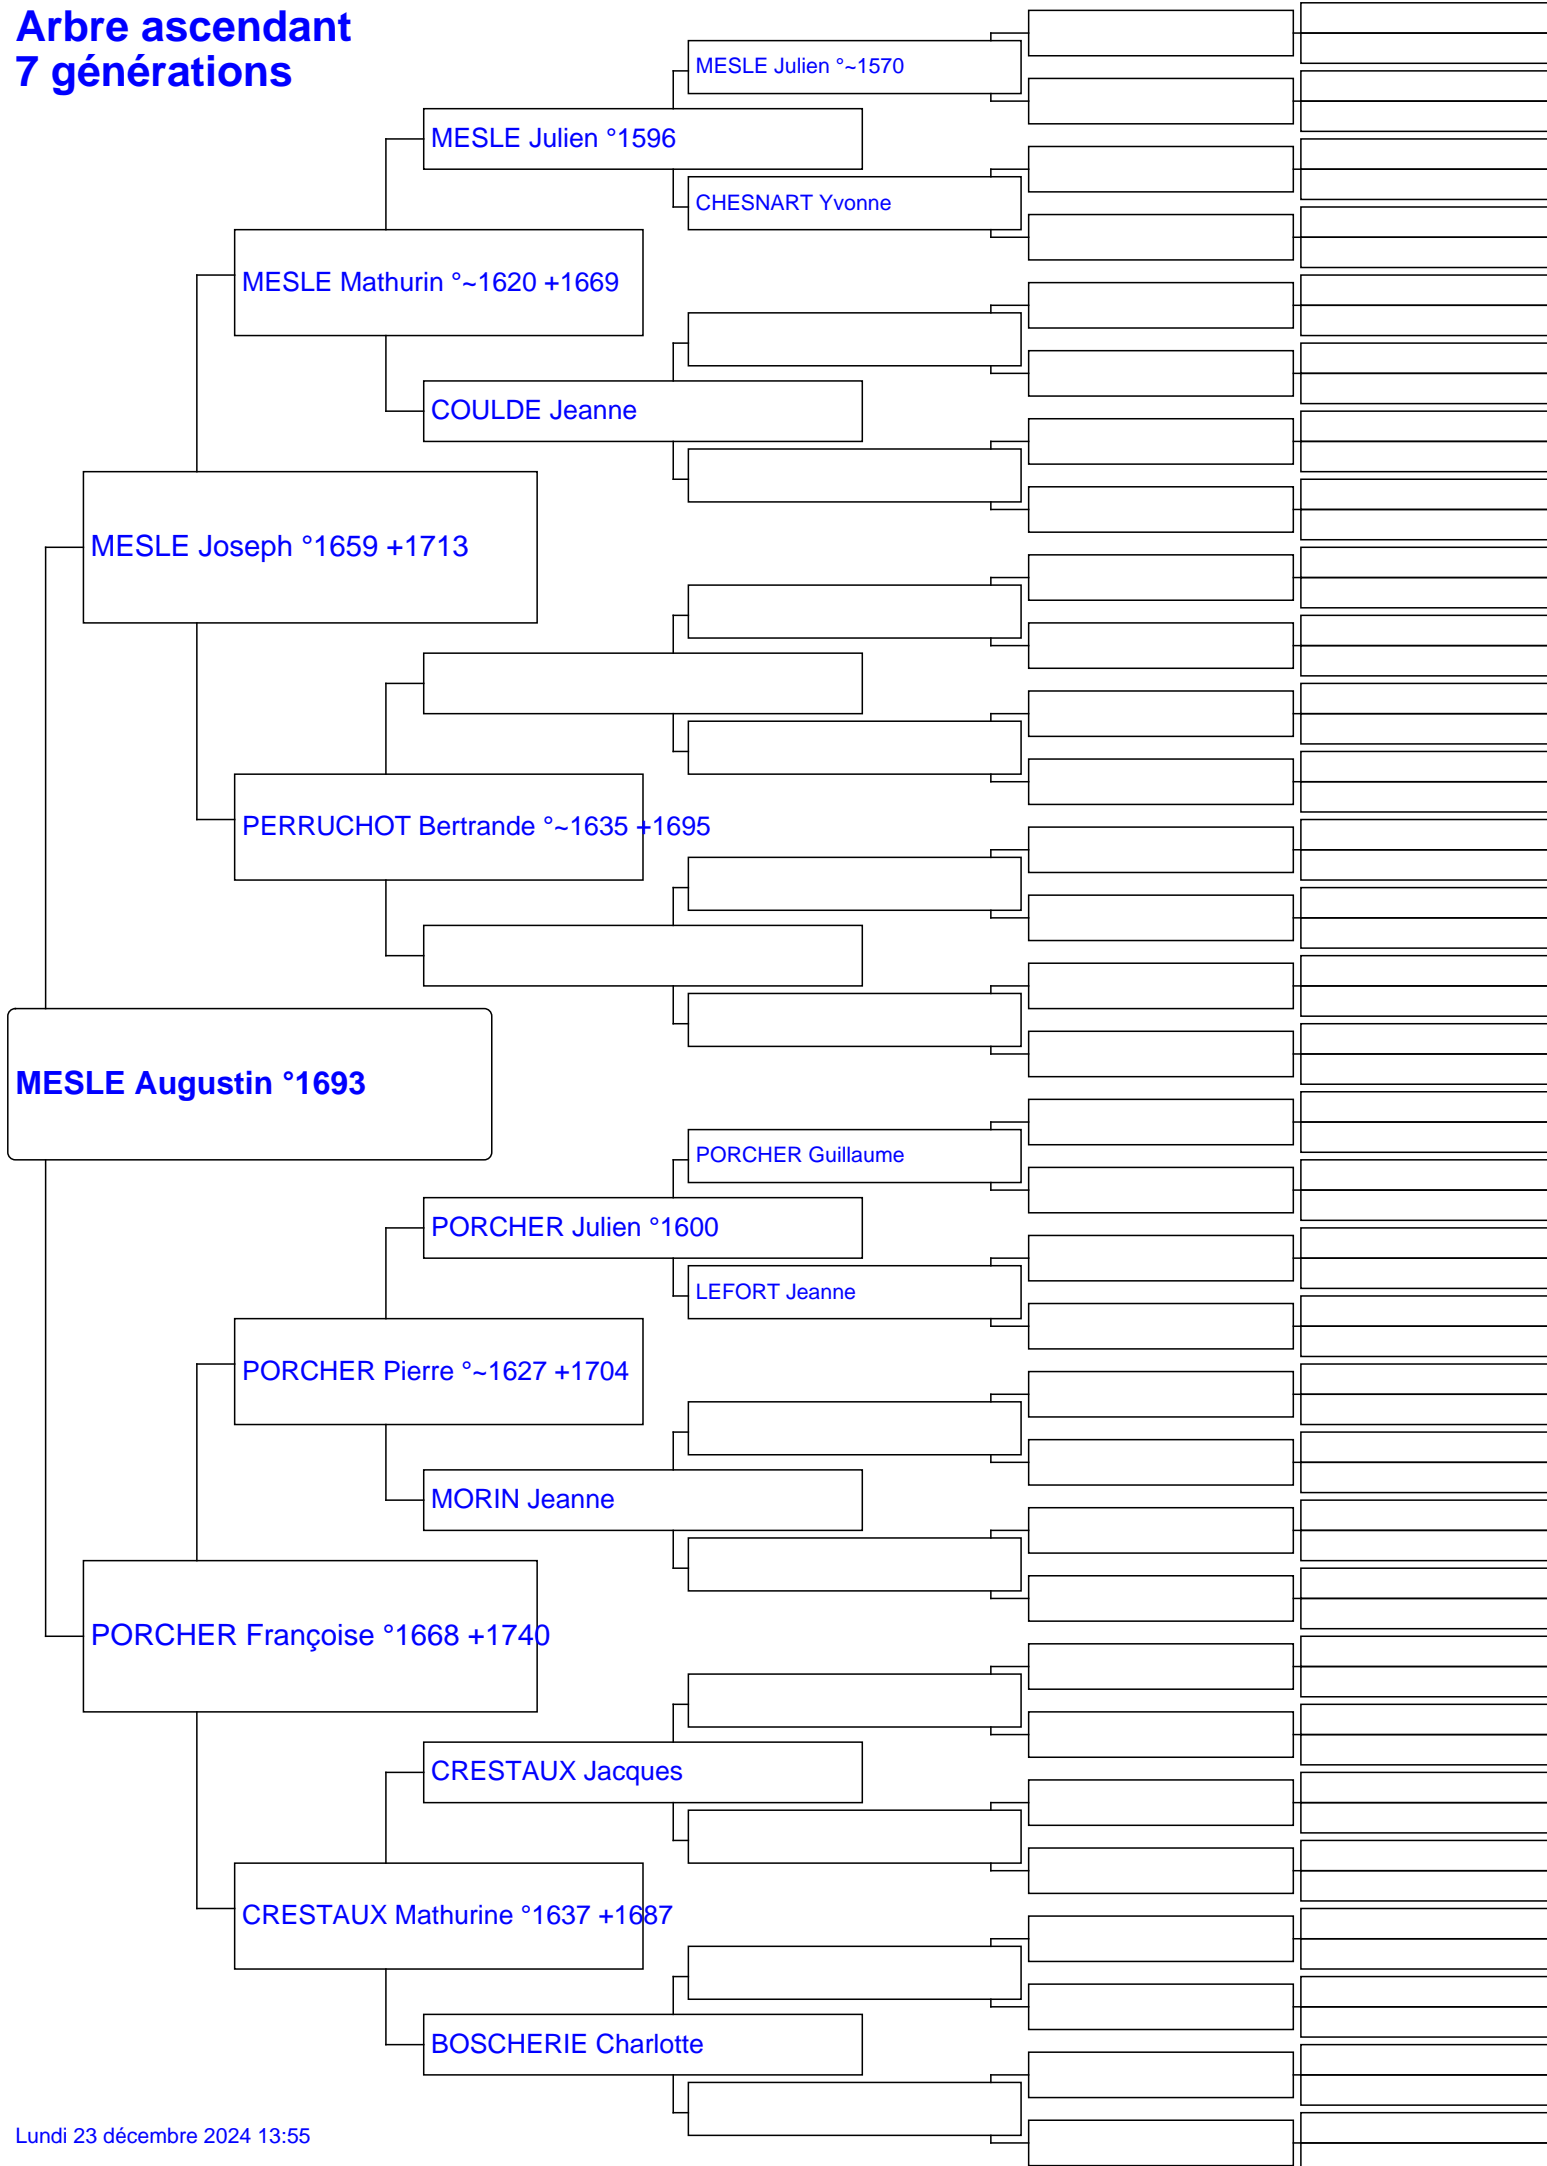 Arbre ascendant
7 générations
MESLE Julien °~1570
MESLE Julien °1596
CHESNART Yvonne
MESLE Mathurin °~1620 +1669
COULDE Jeanne
MESLE Joseph °1659 +1713
PERRUCHOT Bertrande °~1635 +1695
MESLE Augustin °1693
PORCHER Guillaume
PORCHER Julien °1600
LEFORT Jeanne
PORCHER Pierre °~1627 +1704
MORIN Jeanne
PORCHER Françoise °1668 +1740
CRESTAUX Jacques
CRESTAUX Mathurine °1637 +1687
BOSCHERIE Charlotte
Lundi 23 décembre 2024 13:55